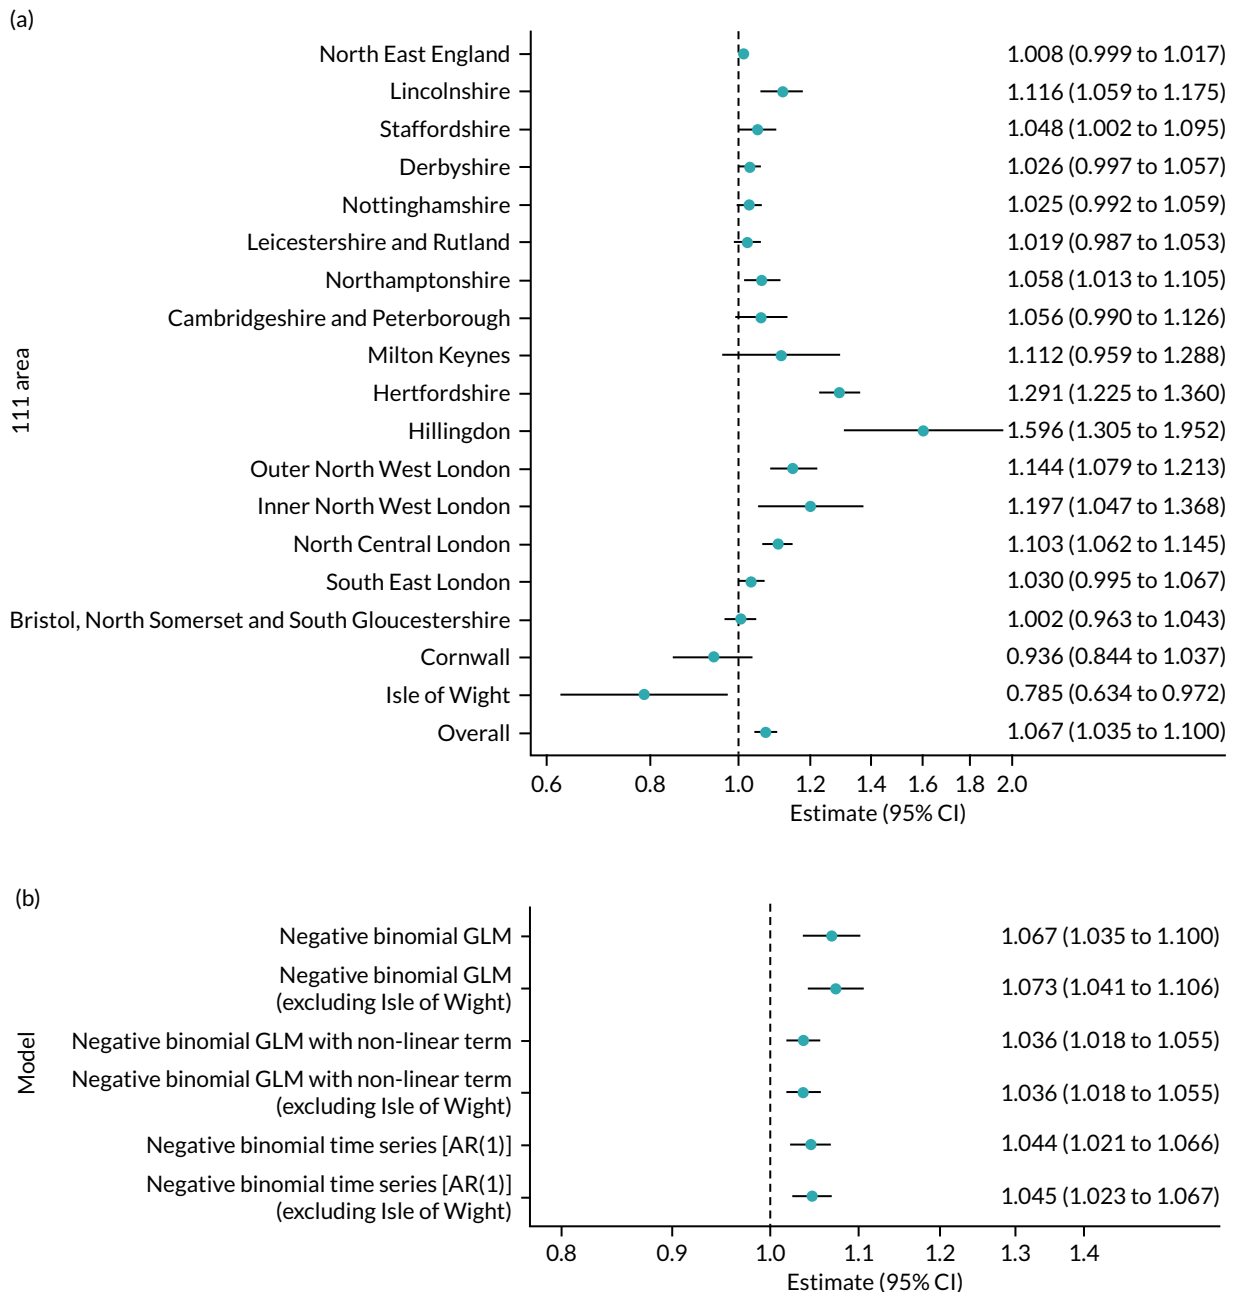 (a)
North East England 1.008 (0.999 to 1.017)
Lincolnshire 1.116 (1.059 to 1.175)
Staffordshire 1.048 (1.002 to 1.095)
Derbyshire 1.026 (0.997 to 1.057)
Nottinghamshire 1.025 (0.992 to 1.059)
Leicestershire and Rutland 1.019 (0.987 to 1.053)
Northamptonshire 1.058 (1.013 to 1.105)
Cambridgeshire and Peterborough 1.056 (0.990 to 1.126)
Milton Keynes 1.112 (0.959 to 1.288)
Hertfordshire 1.291 (1.225 to 1.360)
Hillingdon 1.596 (1.305 to 1.952)
Outer North West London 1.144 (1.079 to 1.213)
Inner North West London 1.197 (1.047 to 1.368)
North Central London 1.103 (1.062 to 1.145)
South East London 1.030 (0.995 to 1.067)
Bristol, North Somerset and South Gloucestershire 1.002 (0.963 to 1.043)
Cornwall 0.936 (0.844 to 1.037)
Isle of Wight 0.785 (0.634 to 0.972)
Overall 1.067 (1.035 to 1.100)
111 area
0.6 0.8 1.0 1.2 1.4 1.6 1.8 2.0
Estimate (95% CI)
(b)
Negative binomial GLM 1.067 (1.035 to 1.100)
Negative binomial GLM
(excluding Isle of Wight) 1.073 (1.041 to 1.106)
Negative binomial GLM with non-linear term 1.036 (1.018 to 1.055)
Negative binomial GLM with non-linear term
(excluding Isle of Wight) 1.036 (1.018 to 1.055)
Negative binomial time series [AR(1)] 1.044 (1.021 to 1.066)
Negative binomial time series [AR(1)]
(excluding Isle of Wight) 1.045 (1.023 to 1.067)
Model
0.8 0.9 1.0 1.1 1.2 1.3 1.4
Estimate (95% CI)